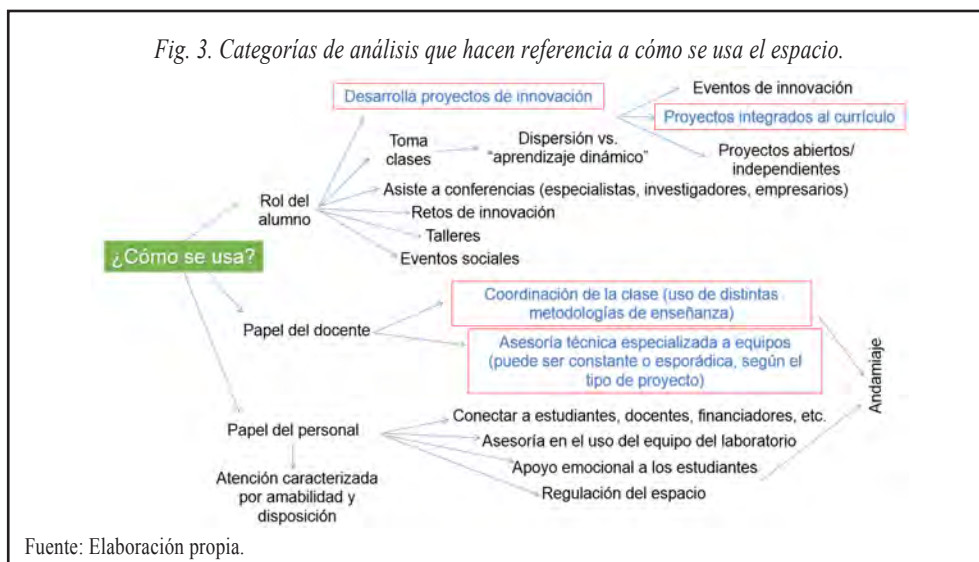 Fig. 3. Categorías de análisis que hacen referencia a cómo se usa el espacio.
Desarrolla proyectos de innovación
Eventos de innovación
Proyectos integrados al currículo
Proyectos abiertos/
independientes
Toma
clases
Dispersión vs.
“aprendizaje dinámico”
Rol del
alumno
Asiste a conferencias (especialistas, investigadores, empresarios)
Retos de innovación
Talleres
Eventos sociales
¿Cómo se usa?
Papel del docente
Coordinación de la clase (uso de distintas
metodologías de enseñanza)
Asesoría técnica especializada a equipos
(puede ser constante o esporádica, según el
tipo de proyecto)
Andamiaje
Papel del personal
Conectar a estudiantes, docentes, financiadores, etc.
Asesoría en el uso del equipo del laboratorio
Apoyo emocional a los estudiantes
Regulación del espacio
Atención caracterizada
por amabilidad y
disposición
Fuente: Elaboración propia.